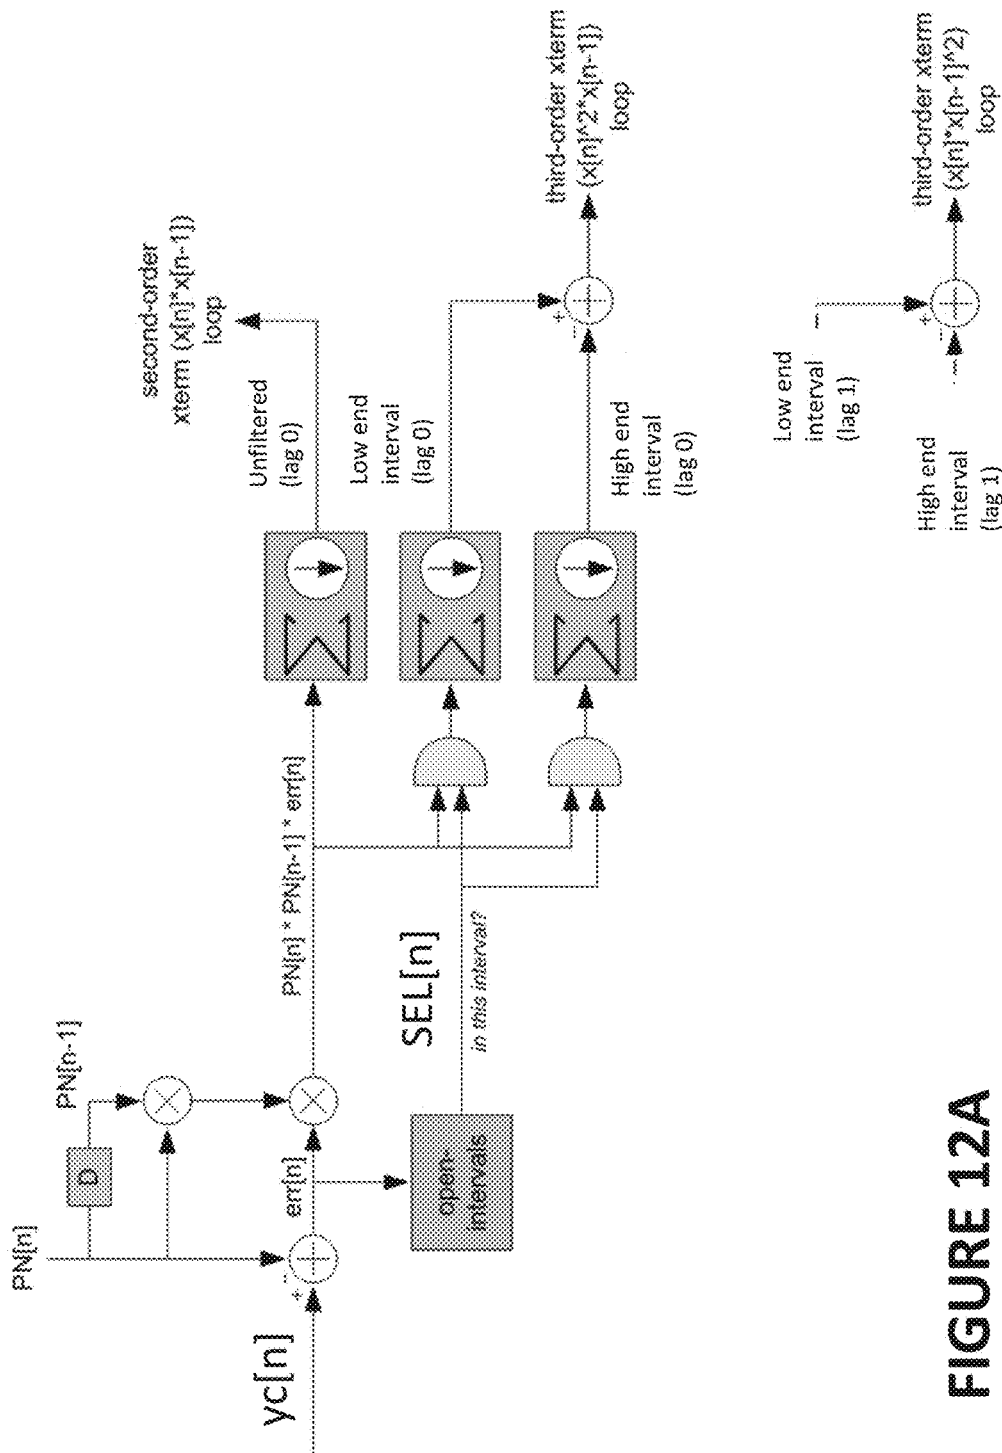 PN[n]
PN[n-1]
D
yc[n]
+
-
err[n]
open-
intervals
PN[n] * PN[n-1] * err[n]
SEL[n]
in this interval?
Unfiltered
(lag 0)
second-order
xterm (x[n]*x[n-1])
loop
Low end
interval
(lag 0)
High end
interval
(lag 0)
+
-
third-order xterm
(x[n]^2*x[n-1])
loop
Low end
interval
(lag 1)
High end
interval
(lag 1)
+
-
third-order xterm
(x[n]*x[n-1]^2)
loop
FIGURE 12A